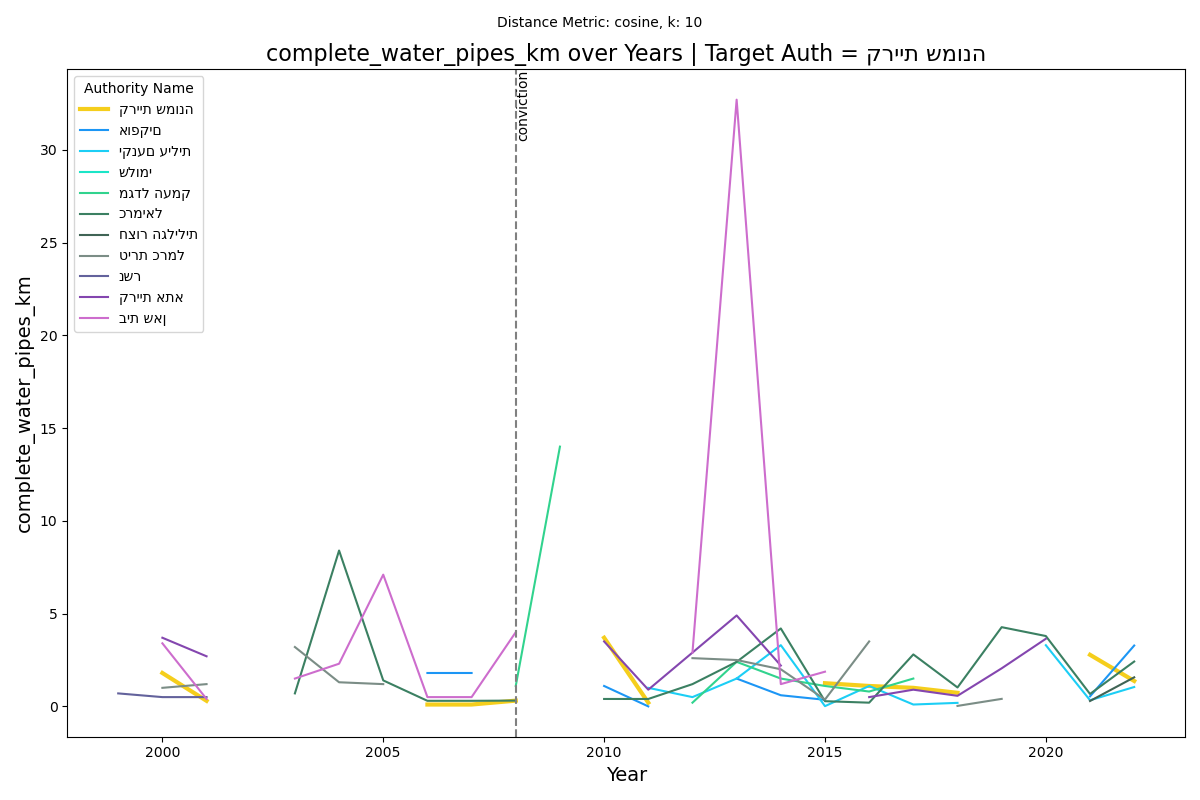 Distance Metric: cosine, k: 10
complete_water_pipes_km over Years | Target Auth = קריית שמונה
Authority Name
קריית שמונה
אופקים
יקנעם עילית
שלומי
מגדל העמק
כרמיאל
חצור הגלילית
טירת כרמל
נשר
קריית אתא
בית שאן
conviction
complete_water_pipes_km
30
25
20
15
10
5
0
2000
2005
2010
2015
2020
Year